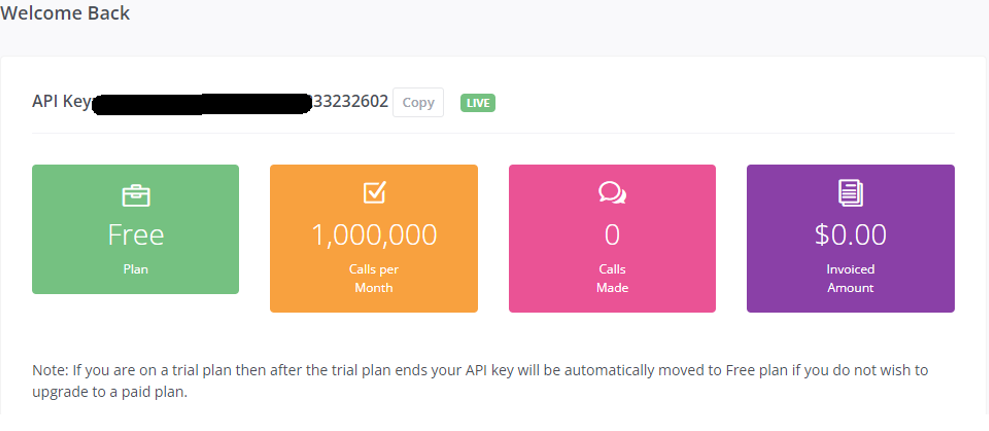 Welcome Back
API Key 33232602 Copy LIVE
Free
Plan
1,000,000
Calls per
Month
0
Calls
Made
$0.00
Invoiced
Amount
Note: If you are on a trial plan then after the trial plan ends your API key will be automatically moved to Free plan if you do not wish to
upgrade to a paid plan.